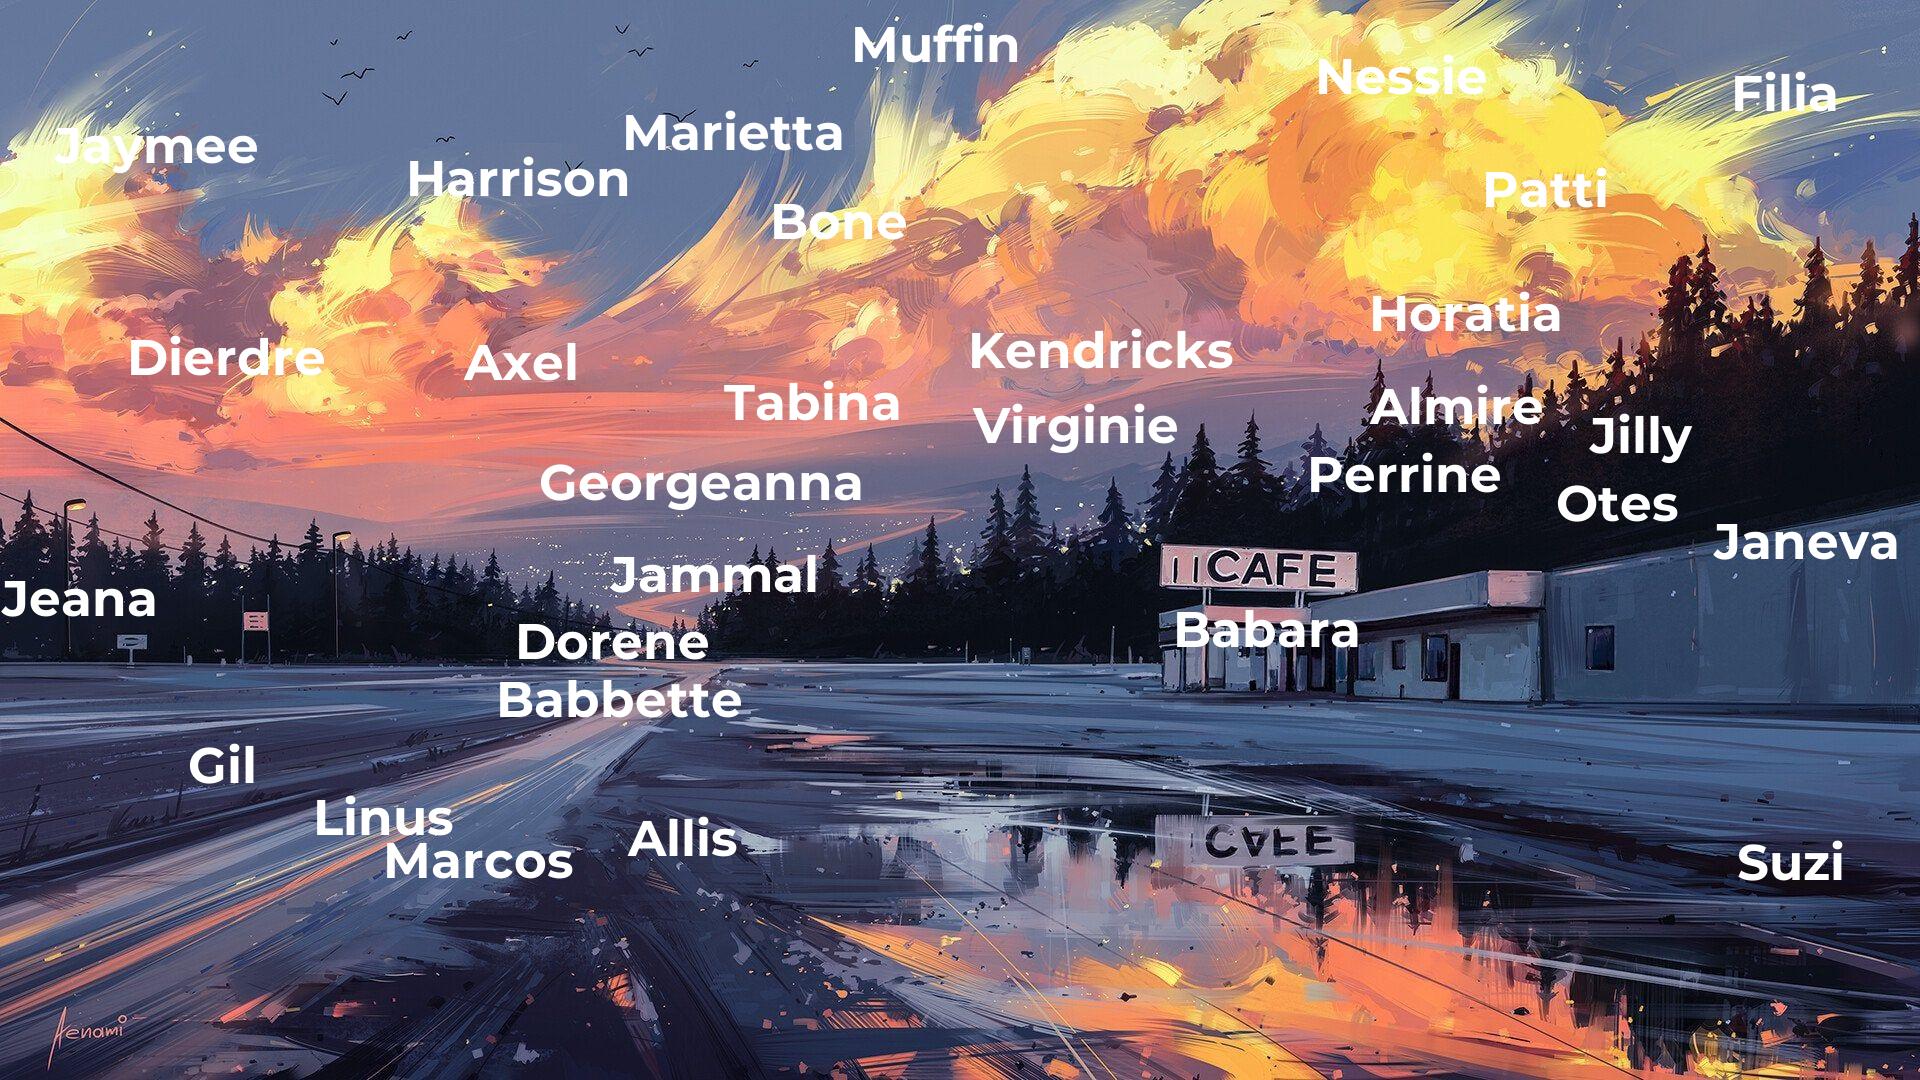 Muffin
Nessie
Filia
Marietta
Jaymee
Harrison
Patti
Bone
Horatia
Kendricks
Dierdre
Axel
Tabina
Almire
Virginie
Jilly
Perrine
Georgeanna
Otes
Janeva
CAFE
Jammal
Jeana
Babara
Dorene
Babbette
Gil
Linus
Allis
CAFE
Marcos
Suzi
Aenami